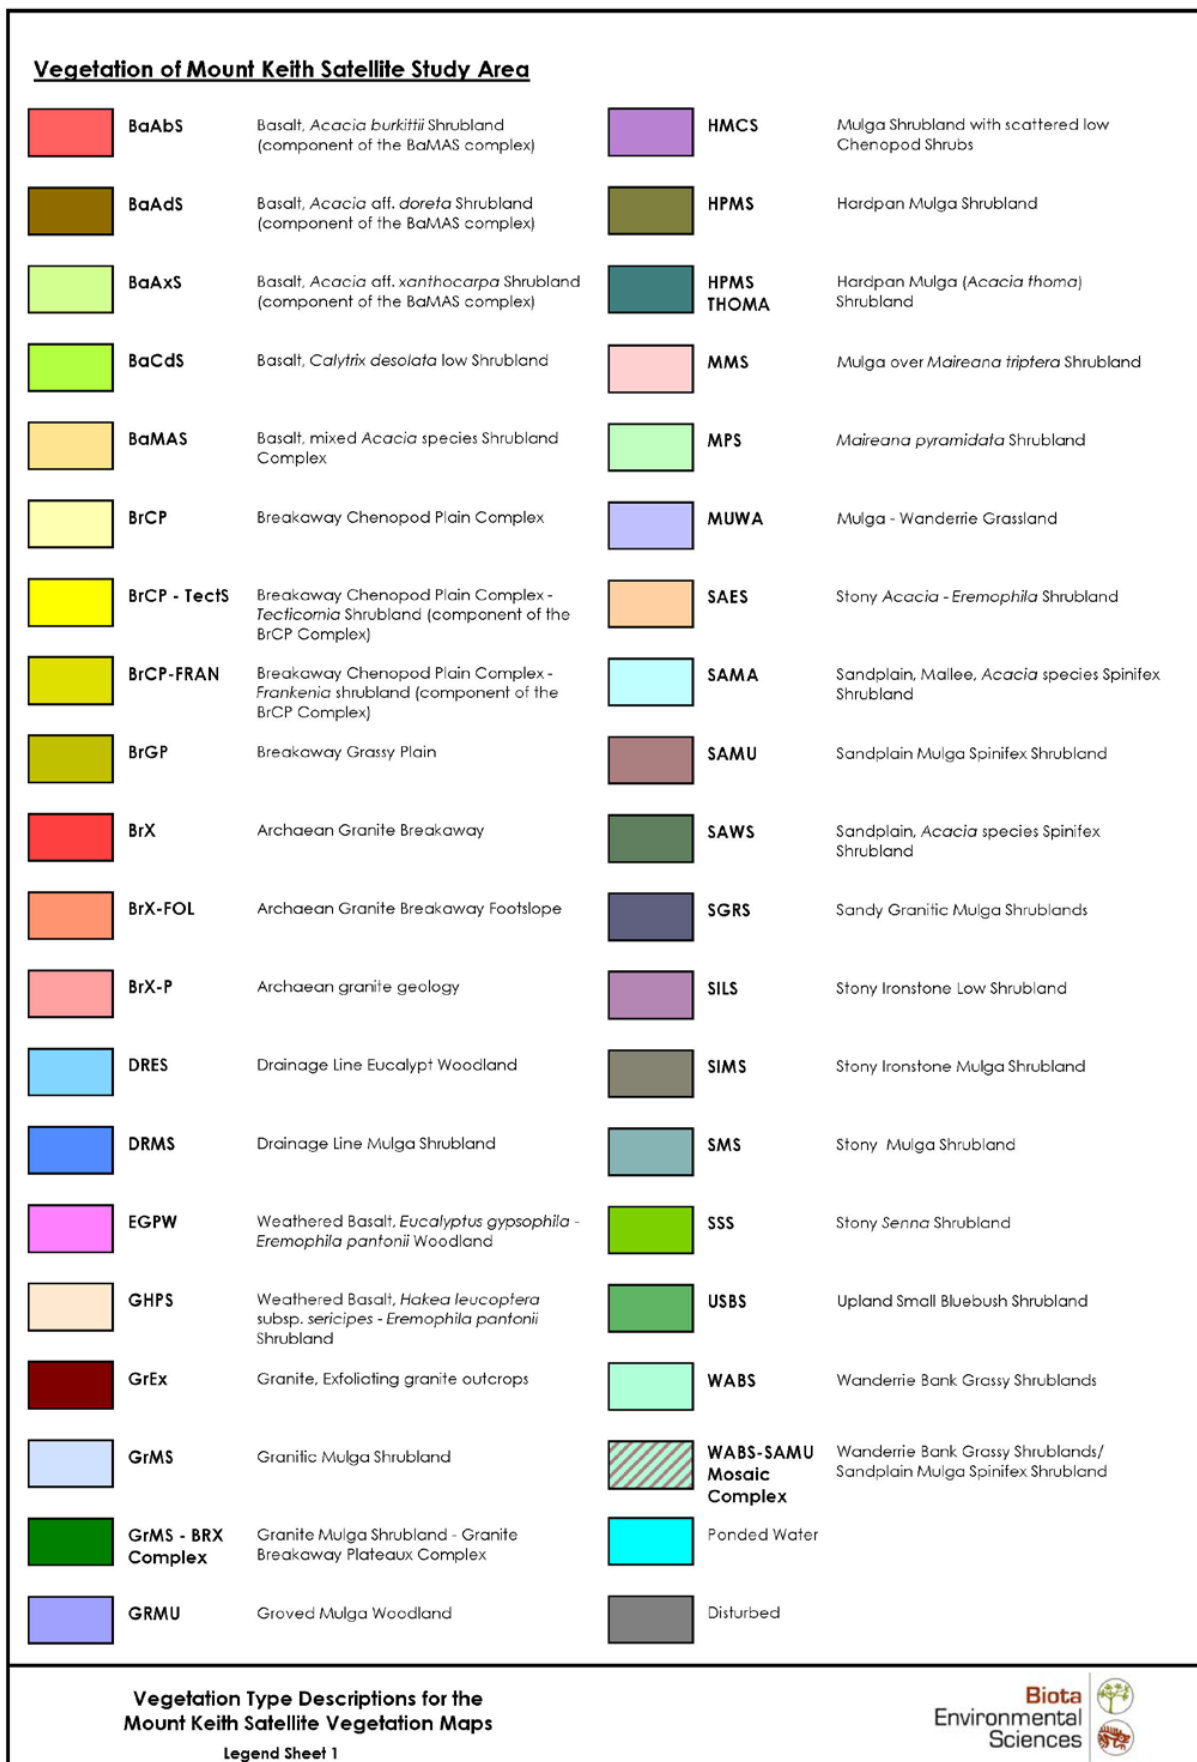 Vegetation of Mount Keith Satellite Study Area
BaAbS
Basalt, Acacia burkittii Shrubland
(component of the BaMAS complex)
BaAdS
Basalt, Acacia aff. doreta Shrubland
(component of the BaMAS complex)
BaAxS
Basalt, Acacia aff. xanthocarpa Shrubland
(component of the BaMAS complex)
BaCdS
Basalt, Calytrix desolata low Shrubland
BaMAS
Basalt, mixed Acacia species Shrubland
Complex
BrCP
Breakaway Chenopod Plain Complex
BrCP - TectS
Breakaway Chenopod Plain Complex -
Tecticornia Shrubland (component of the
BrCP Complex)
BrCP-FRAN
Breakaway Chenopod Plain Complex -
Frankenia shrubland (component of the
BrCP Complex)
BrGP
Breakaway Grassy Plain
BrX
Archaean Granite Breakaway
BrX-FOL
Archaean Granite Breakaway Footslope
BrX-P
Archaean granite geology
DRES
Drainage Line Eucalypt Woodland
DRMS
Drainage Line Mulga Shrubland
EGPW
Weathered Basalt, Eucalyptus gypsophila -
Eremophila pantonii Woodland
GHPS
Weathered Basalt, Hakea leucoptera
subsp. sericipes - Eremophila pantonii
Shrubland
GrEx
Granite, Exfoliating granite outcrops
GrMS
Granitic Mulga Shrubland
GrMS - BRX
Complex
Granite Mulga Shrubland - Granite
Breakaway Plateaux Complex
GRMU
Groved Mulga Woodland
HMCS
Mulga Shrubland with scattered low
Chenopod Shrubs
HPMS
Hardpan Mulga Shrubland
HPMS
THOMA
Hardpan Mulga (Acacia thoma)
Shrubland
MMS
Mulga over Maireana triptera Shrubland
MPS
Maireana pyramidata Shrubland
MUWA
Mulga - Wanderrie Grassland
SAES
Stony Acacia - Eremophila Shrubland
SAMA
Sandplain, Mallee, Acacia species Spinifex
Shrubland
SAMU
Sandplain Mulga Spinifex Shrubland
SAWS
Sandplain, Acacia species Spinifex
Shrubland
SGRS
Sandy Granitic Mulga Shrublands
SILS
Stony Ironstone Low Shrubland
SIMS
Stony Ironstone Mulga Shrubland
SMS
Stony Mulga Shrubland
SSS
Stony Senna Shrubland
USBS
Upland Small Bluebush Shrubland
WABS
Wanderrie Bank Grassy Shrublands
WABS-SAMU
Mosaic
Complex
Wanderrie Bank Grassy Shrublands/
Sandplain Mulga Spinifex Shrubland
Ponded Water
Disturbed
Vegetation Type Descriptions for the
Mount Keith Satellite Vegetation Maps
Legend Sheet 1
Biota
Environmental
Sciences